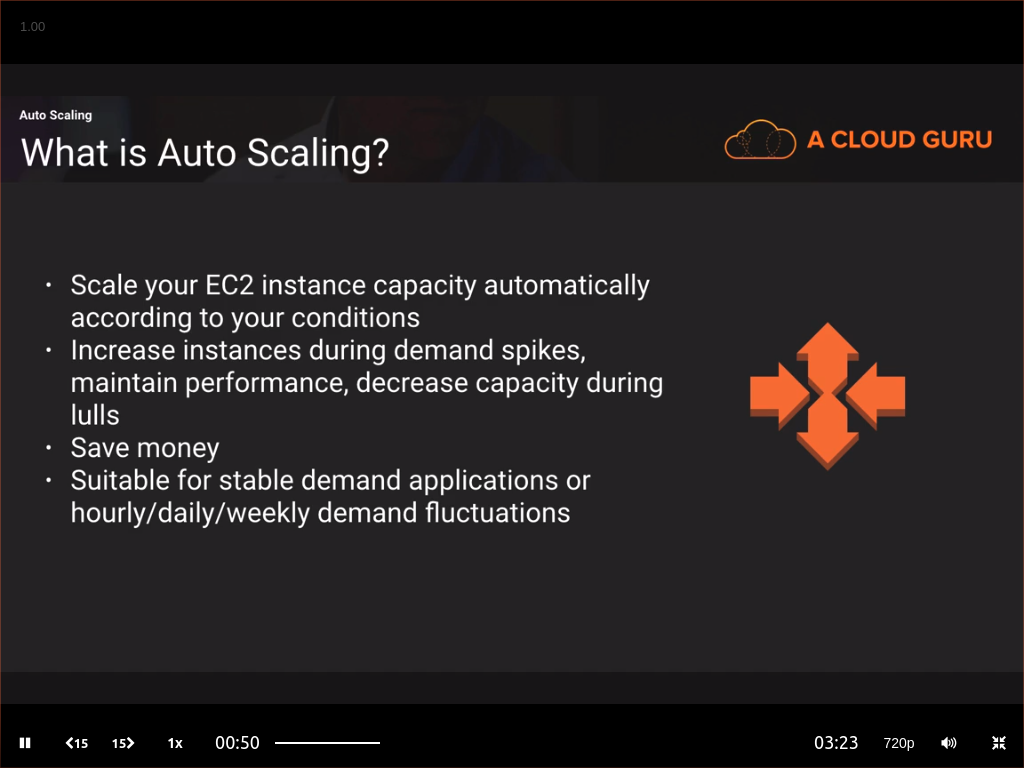 1.00
Auto Scaling
What is Auto Scaling?
A CLOUD GURU
• Scale your EC2 instance capacity automatically
according to your conditions
• Increase instances during demand spikes,
maintain performance, decrease capacity during
lulls
• Save money
• Suitable for stable demand applications or
hourly/daily/weekly demand fluctuations
15 15 1x 00:50 03:23 720p